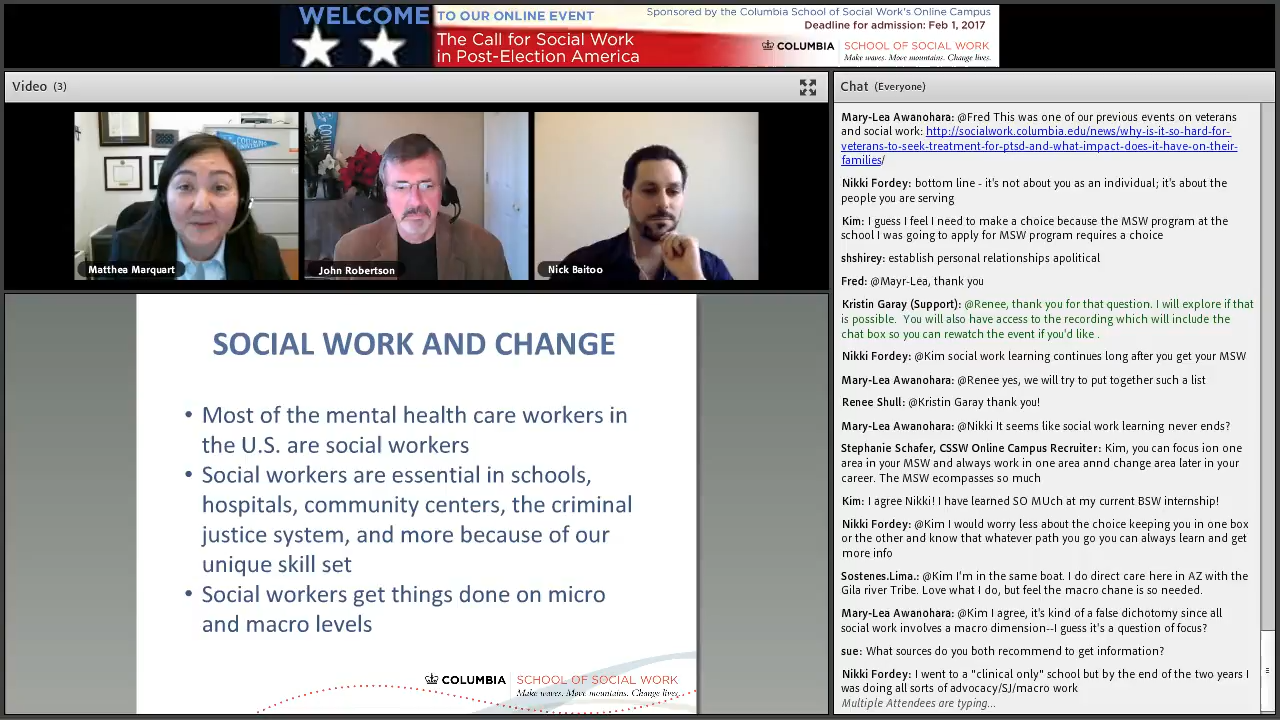 WELCOME TO OUR ONLINE EVENT
The Call for Social Work
in Post-Election America
Sponsored by the Columbia School of Social Work's Online Campus
Deadline for admission: Feb 1, 2017
COLUMBIA SCHOOL OF SOCIAL WORK
Make waves. Move mountains. Change lives.
Video (3)
Matthea Marquart
John Robertson
Nick Baitoo
SOCIAL WORK AND CHANGE
• Most of the mental health care workers in
the U.S. are social workers
• Social workers are essential in schools,
hospitals, community centers, the criminal
justice system, and more because of our
unique skill set
• Social workers get things done on micro
and macro levels
COLUMBIA SCHOOL OF SOCIAL WORK
Make waves. Move mountains. Change lives.
Chat (Everyone)
Mary-Lea Awanohara: @Fred This was one of our previous events on veterans
and social work: http://socialwork.columbia.edu/news/why-is-it-so-hard-for-
veterans-to-seek-treatment-for-ptsd-and-what-impact-does-it-have-on-their-
families/
Nikki Fordey: bottom line - it's not about you as an individual; it's about the
people you are serving
Kim: I guess I feel I need to make a choice because the MSW program at the
school I was going to apply for MSW program requires a choice
shshirey: establish personal relationships apolitical
Fred: @Mayr-Lea, thank you
Kristin Garay (Support): @Renee, thank you for that question. I will explore if that
is possible. You will also have access to the recording which will include the
chat box so you can rewatch the event if you'd like .
Nikki Fordey: @Kim social work learning continues long after you get your MSW
Mary-Lea Awanohara: @Renee yes, we will try to put together such a list
Renee Shull: @Kristin Garay thank you!
Mary-Lea Awanohara: @Nikki It seems like social work learning never ends?
Stephanie Schafer, CSSW Online Campus Recruiter: Kim, you can focus ion one
area in your MSW and always work in one area annd change area later in your
career. The MSW ecompasses so much
Kim: I agree Nikki! I have learned SO MUch at my current BSW internship!
Nikki Fordey: @Kim I would worry less about the choice keeping you in one box
or the other and know that whatever path you go you can always learn and get
more info
Sostenes.Lima.: @Kim I'm in the same boat. I do direct care here in AZ with the
Gila river Tribe. Love what I do, but feel the macro chane is so needed.
Mary-Lea Awanohara: @Kim I agree, it's kind of a false dichotomy since all
social work involves a macro dimension--I guess it's a question of focus?
sue: What sources do you both recommend to get information?
Nikki Fordey: I went to a "clinical only" school but by the end of the two years I
was doing all sorts of advocacy/SJ/macro work
Multiple Attendees are typing...